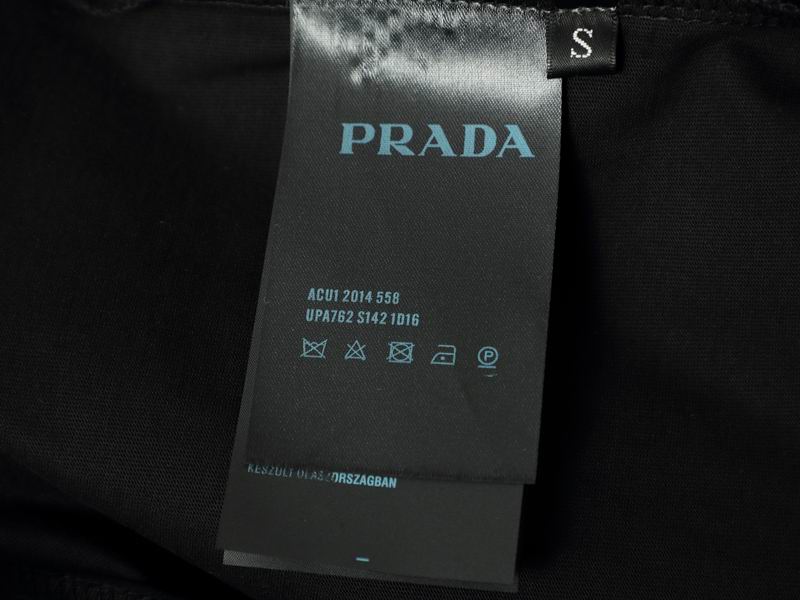 S
PRADA
ACU1 2014 558
UPA762 S142 1D16
P
KESZULT OLASZORSZAGBAN